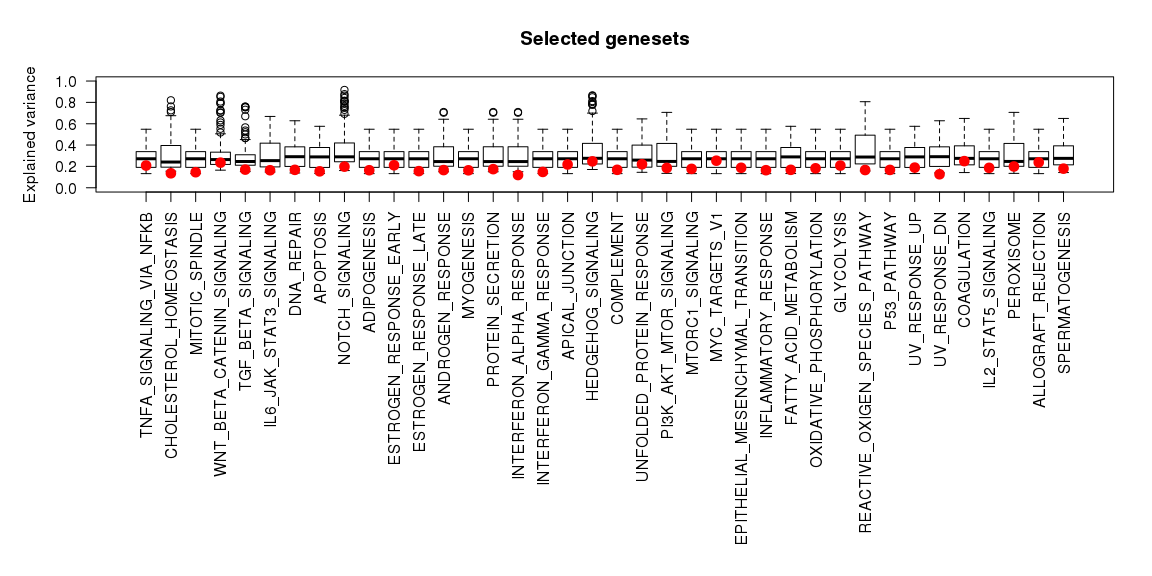 Selected genesets
Explained variance
1.0
0.8
0.6
0.4
0.2
0.0
TNFA_SIGNALING_VIA_NFKB
CHOLESTEROL_HOMEOSTASIS
MITOTIC_SPINDLE
WNT_BETA_CATENIN_SIGNALING
TGF_BETA_SIGNALING
IL6_JAK_STAT3_SIGNALING
DNA_REPAIR
APOPTOSIS
NOTCH_SIGNALING
ADIPOGENESIS
ESTROGEN_RESPONSE_EARLY
ESTROGEN_RESPONSE_LATE
ANDROGEN_RESPONSE
MYOGENESIS
PROTEIN_SECRETION
INTERFERON_ALPHA_RESPONSE
INTERFERON_GAMMA_RESPONSE
APICAL_JUNCTION
HEDGEHOG_SIGNALING
COMPLEMENT
UNFOLDED_PROTEIN_RESPONSE
PI3K_AKT_MTOR_SIGNALING
MTORC1_SIGNALING
MYC_TARGETS_V1
EPITHELIAL_MESENCHYMAL_TRANSITION
INFLAMMATORY_RESPONSE
FATTY_ACID_METABOLISM
OXIDATIVE_PHOSPHORYLATION
GLYCOLYSIS
REACTIVE_OXIGEN_SPECIES_PATHWAY
P53_PATHWAY
UV_RESPONSE_UP
UV_RESPONSE_DN
COAGULATION
IL2_STAT5_SIGNALING
PEROXISOME
ALLOGRAFT_REJECTION
SPERMATOGENESIS